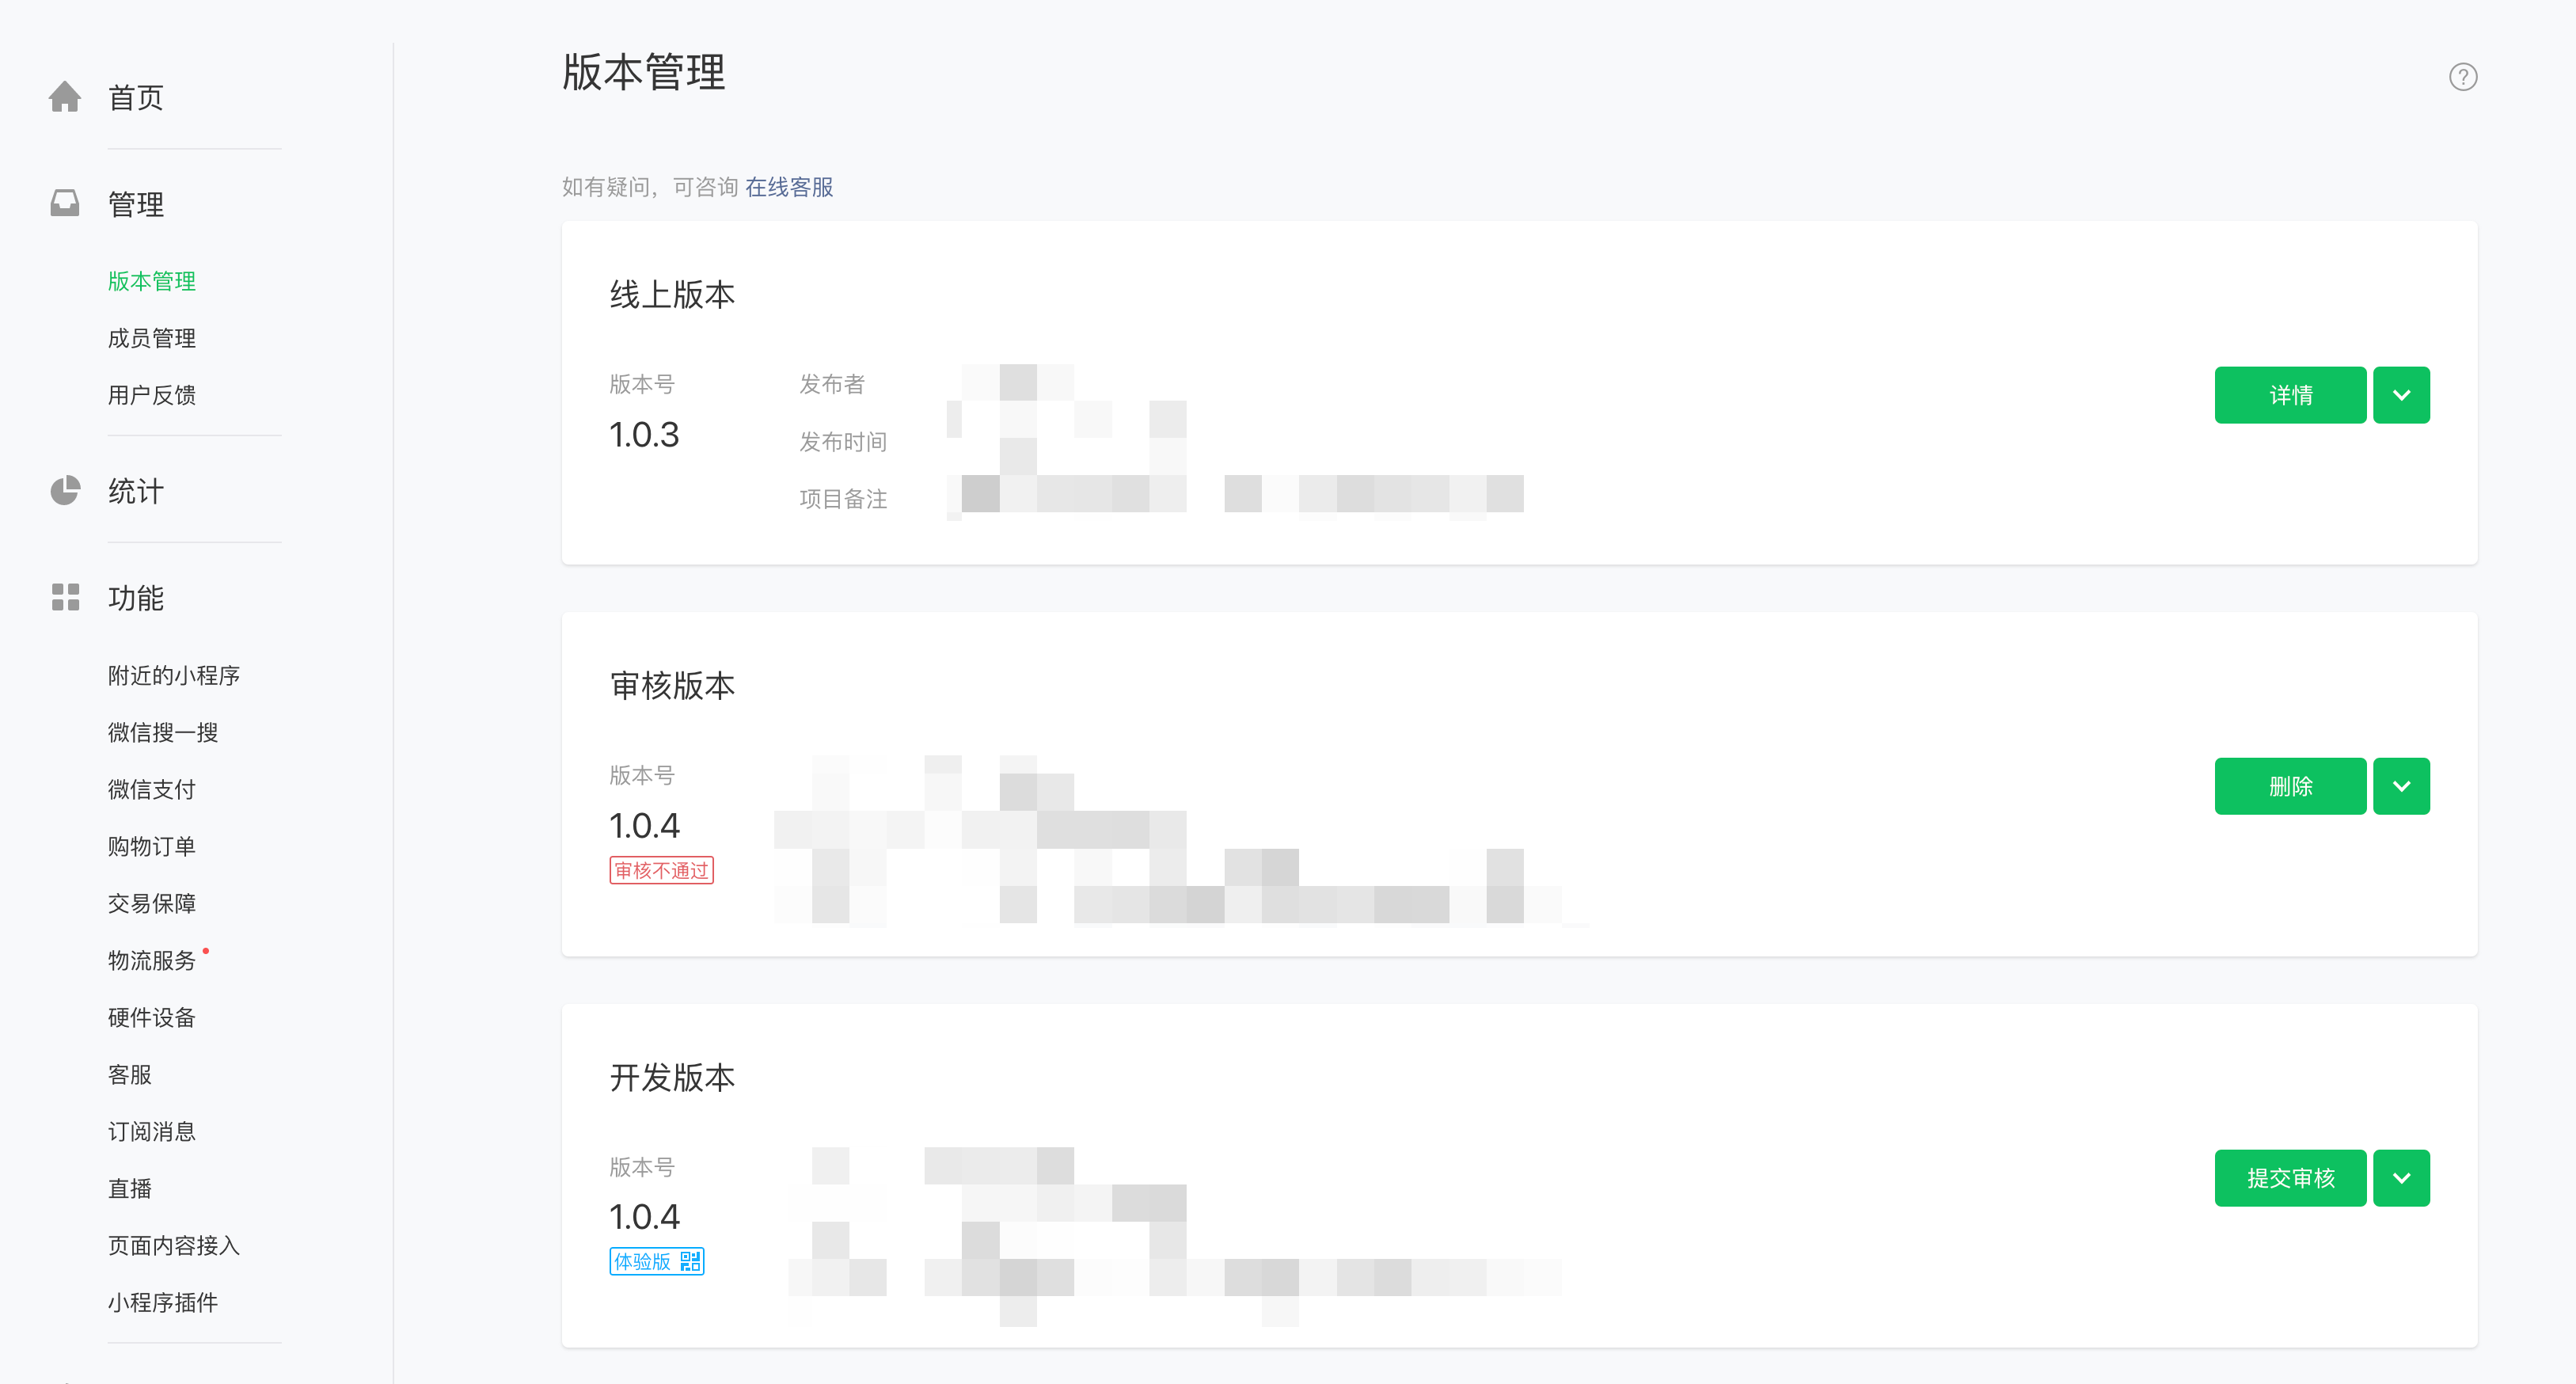 首页
管理
版本管理
成员管理
用户反馈
统计
功能
附近的小程序
微信搜一搜
微信支付
购物订单
交易保障
物流服务
硬件设备
客服
订阅消息
直播
页面内容接入
小程序插件
版本管理
?
如有疑问，可咨询 在线客服
线上版本
版本号
1.0.3
发布者
发布时间
项目备注
详情
审核版本
版本号
1.0.4
审核不通过
删除
开发版本
版本号
1.0.4
体验版
提交审核